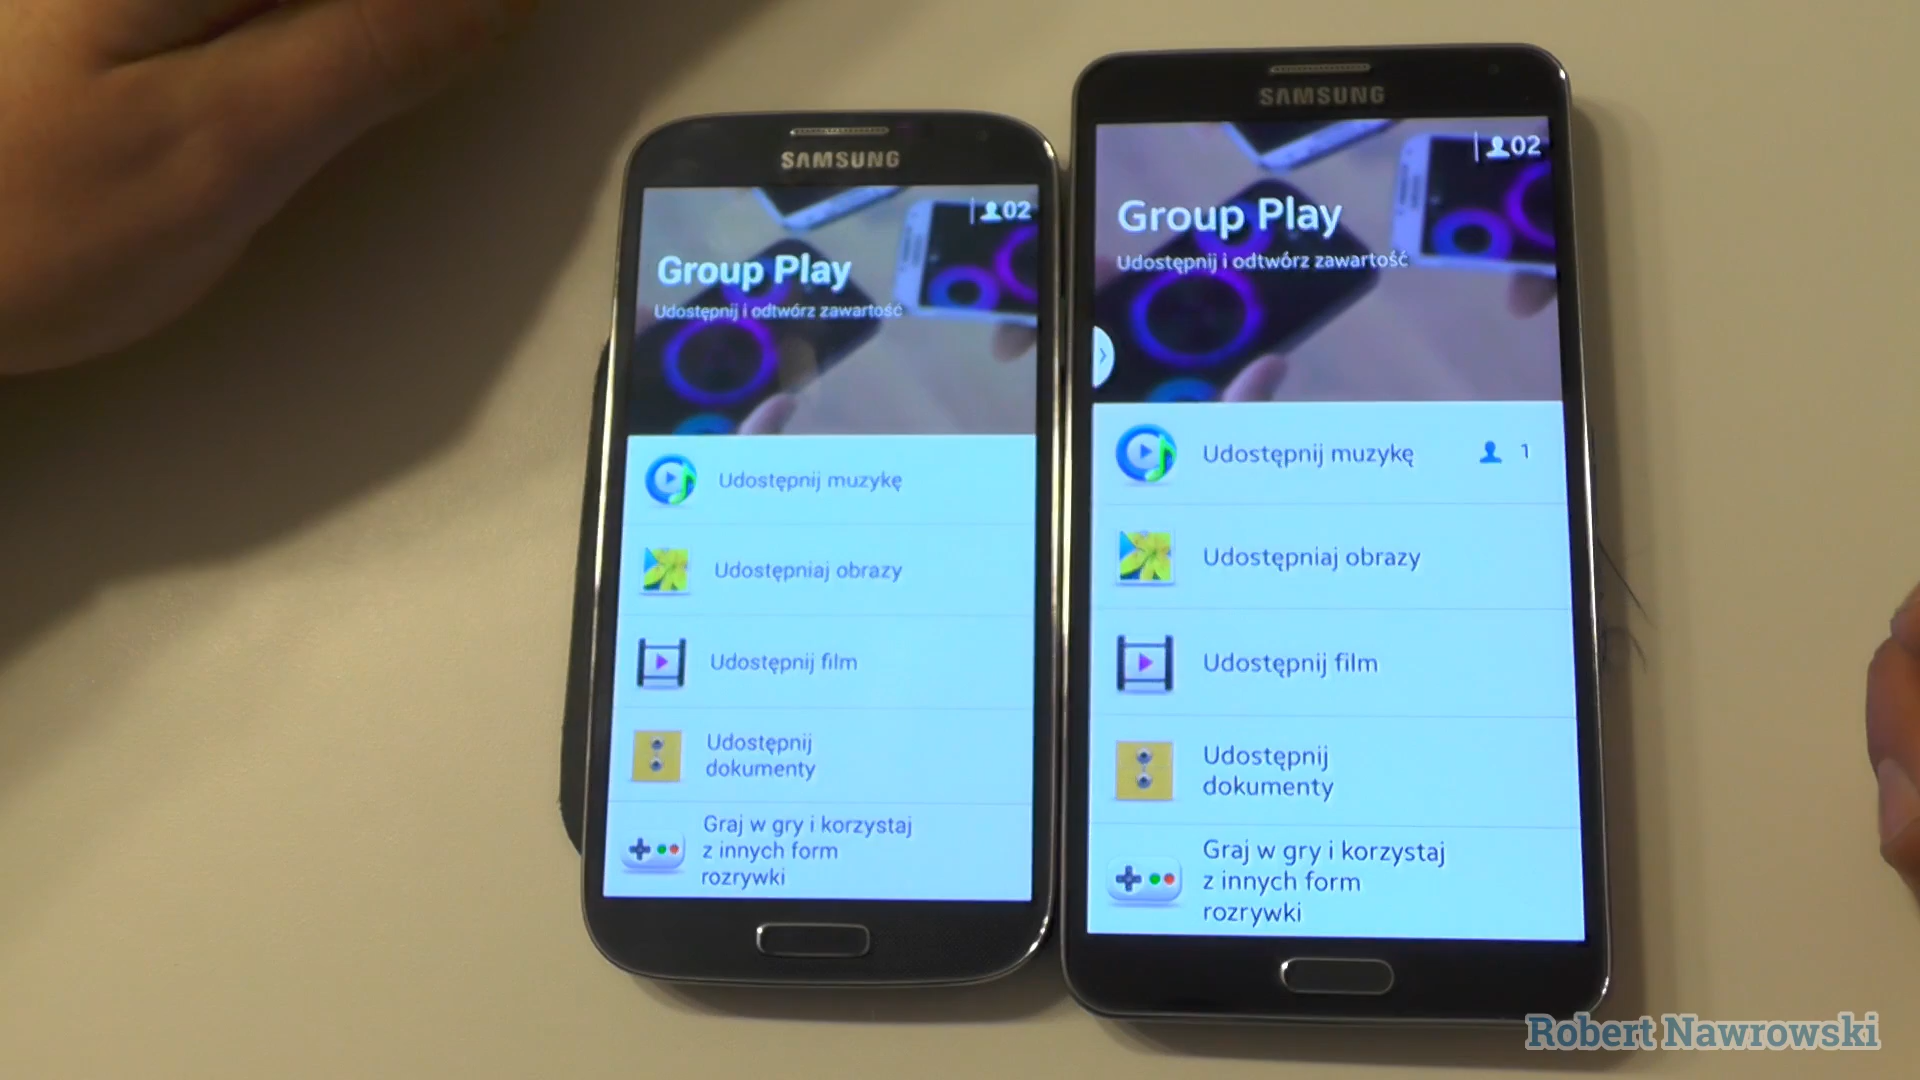 SAMSUNG
02
Group Play
Udostępnij i odtwórz zawartość
Udostępnij muzykę
Udostępniaj obrazy
Udostępnij film
Udostępnij
dokumenty
Graj w gry i korzystaj
z innych form
rozrywki
SAMSUNG
02
Group Play
Udostępnij i odtwórz zawartość
Udostępnij muzykę 1
Udostępniaj obrazy
Udostępnij film
Udostępnij
dokumenty
Graj w gry i korzystaj
z innych form
rozrywki
Robert Nawrowski